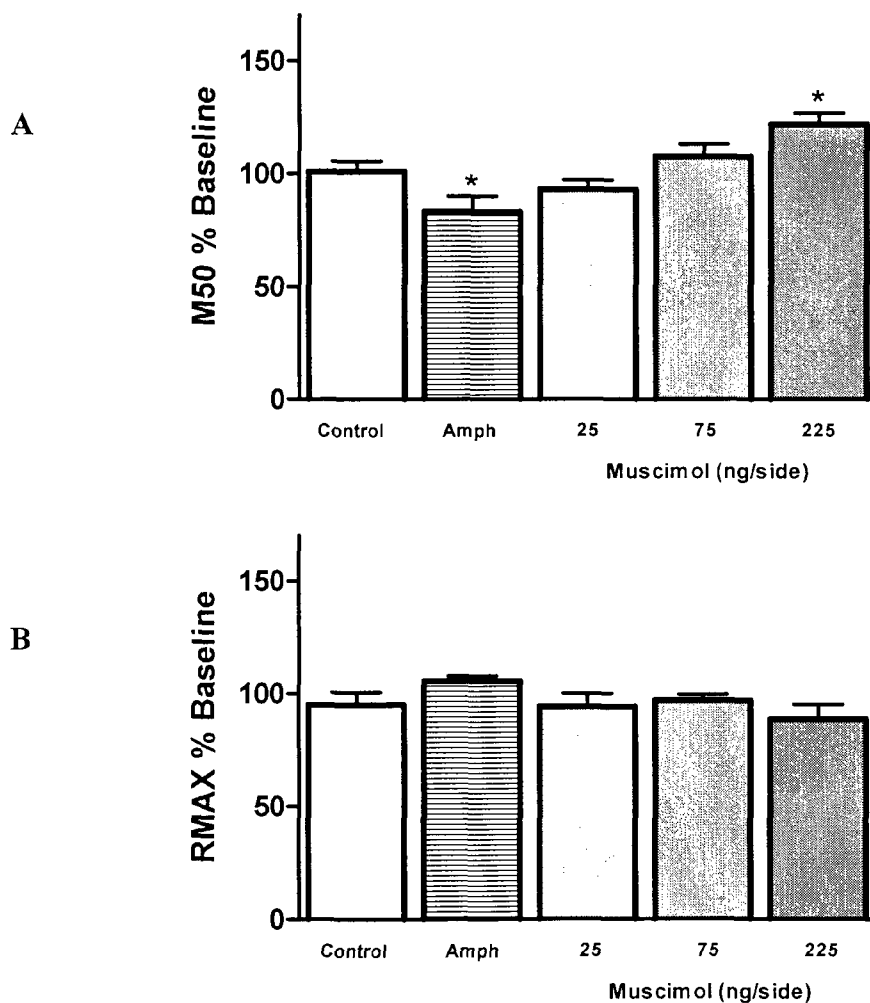 A
M50 % Baseline
150
100
50
0
*
*
Control Amph 25 75 225
Muscimol (ng/side)
B
RMAX % Baseline
150
100
50
0
Control Amph 25 75 225
Muscimol (ng/side)